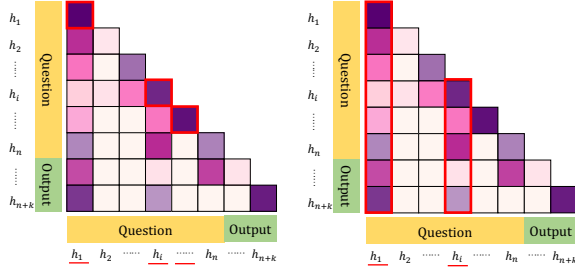 h₁
h₂
……
hᵢ
……
hₙ
……
hₙ₊ₖ
Question
Output
Question
Output
h₁ h₂ …… hᵢ …… hₙ …… hₙ₊ₖ
h₁
h₂
……
hᵢ
……
hₙ
……
hₙ₊ₖ
Question
Output
Question
Output
h₁ h₂ …… hᵢ …… hₙ …… hₙ₊ₖ